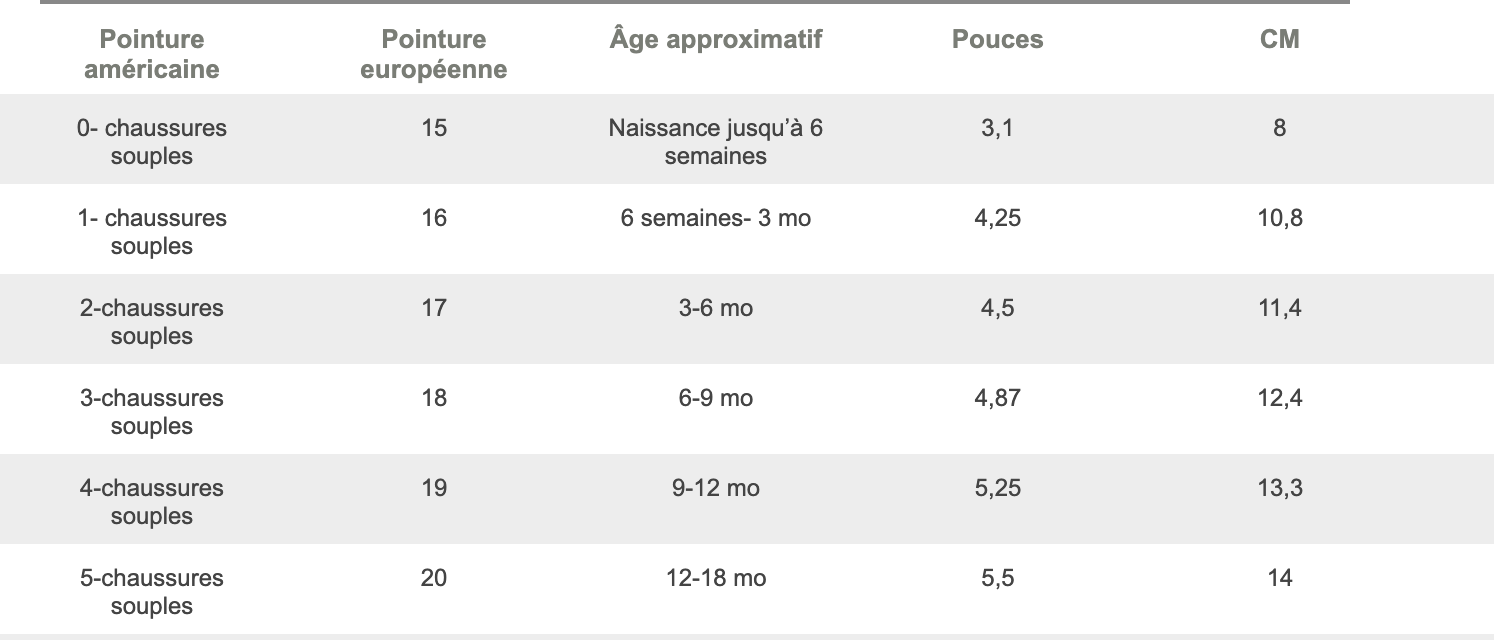 Pointure américaine Pointure européenne Âge approximatif Pouces CM
0- chaussures souples 15 Naissance jusqu’à 6 semaines 3,1 8
1- chaussures souples 16 6 semaines- 3 mo 4,25 10,8
2-chaussures souples 17 3-6 mo 4,5 11,4
3-chaussures souples 18 6-9 mo 4,87 12,4
4-chaussures souples 19 9-12 mo 5,25 13,3
5-chaussures souples 20 12-18 mo 5,5 14